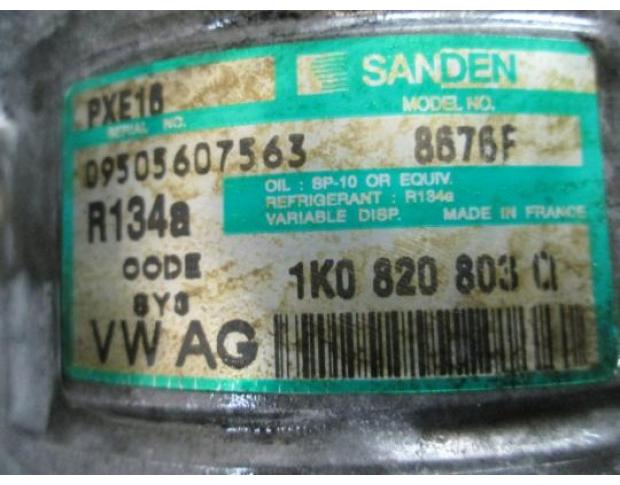 SANDEN
PXE16
MODEL NO.
SERIAL NO.
09505607563 8676F
OIL : SP-10 OR EQUIV.
REFRIGERANT : R134a
R134a
VARIABLE DISP. MADE IN FRANCE
CODE
1K0 820 803
VW AG